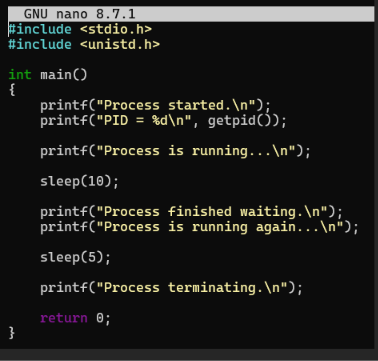 GNU nano 8.7.1
#include <stdio.h>
#include <unistd.h>
int main()
{
printf("Process started.\n");
printf("PID = %d\n", getpid());
printf("Process is running...\n");
sleep(10);
printf("Process finished waiting.\n");
printf("Process is running again...\n");
sleep(5);
printf("Process terminating.\n");
return 0;
}